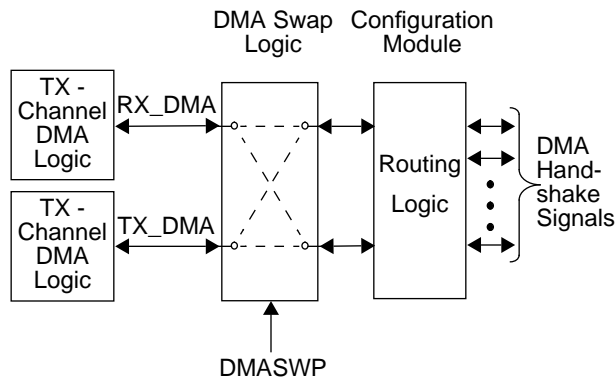 DMA Swap
Logic
Configuration
Module
TX -
Channel
DMA
Logic
RX_DMA
TX -
Channel
DMA
Logic
TX_DMA
Routing
Logic
DMA
Hand-
shake
Signals
DMASWP